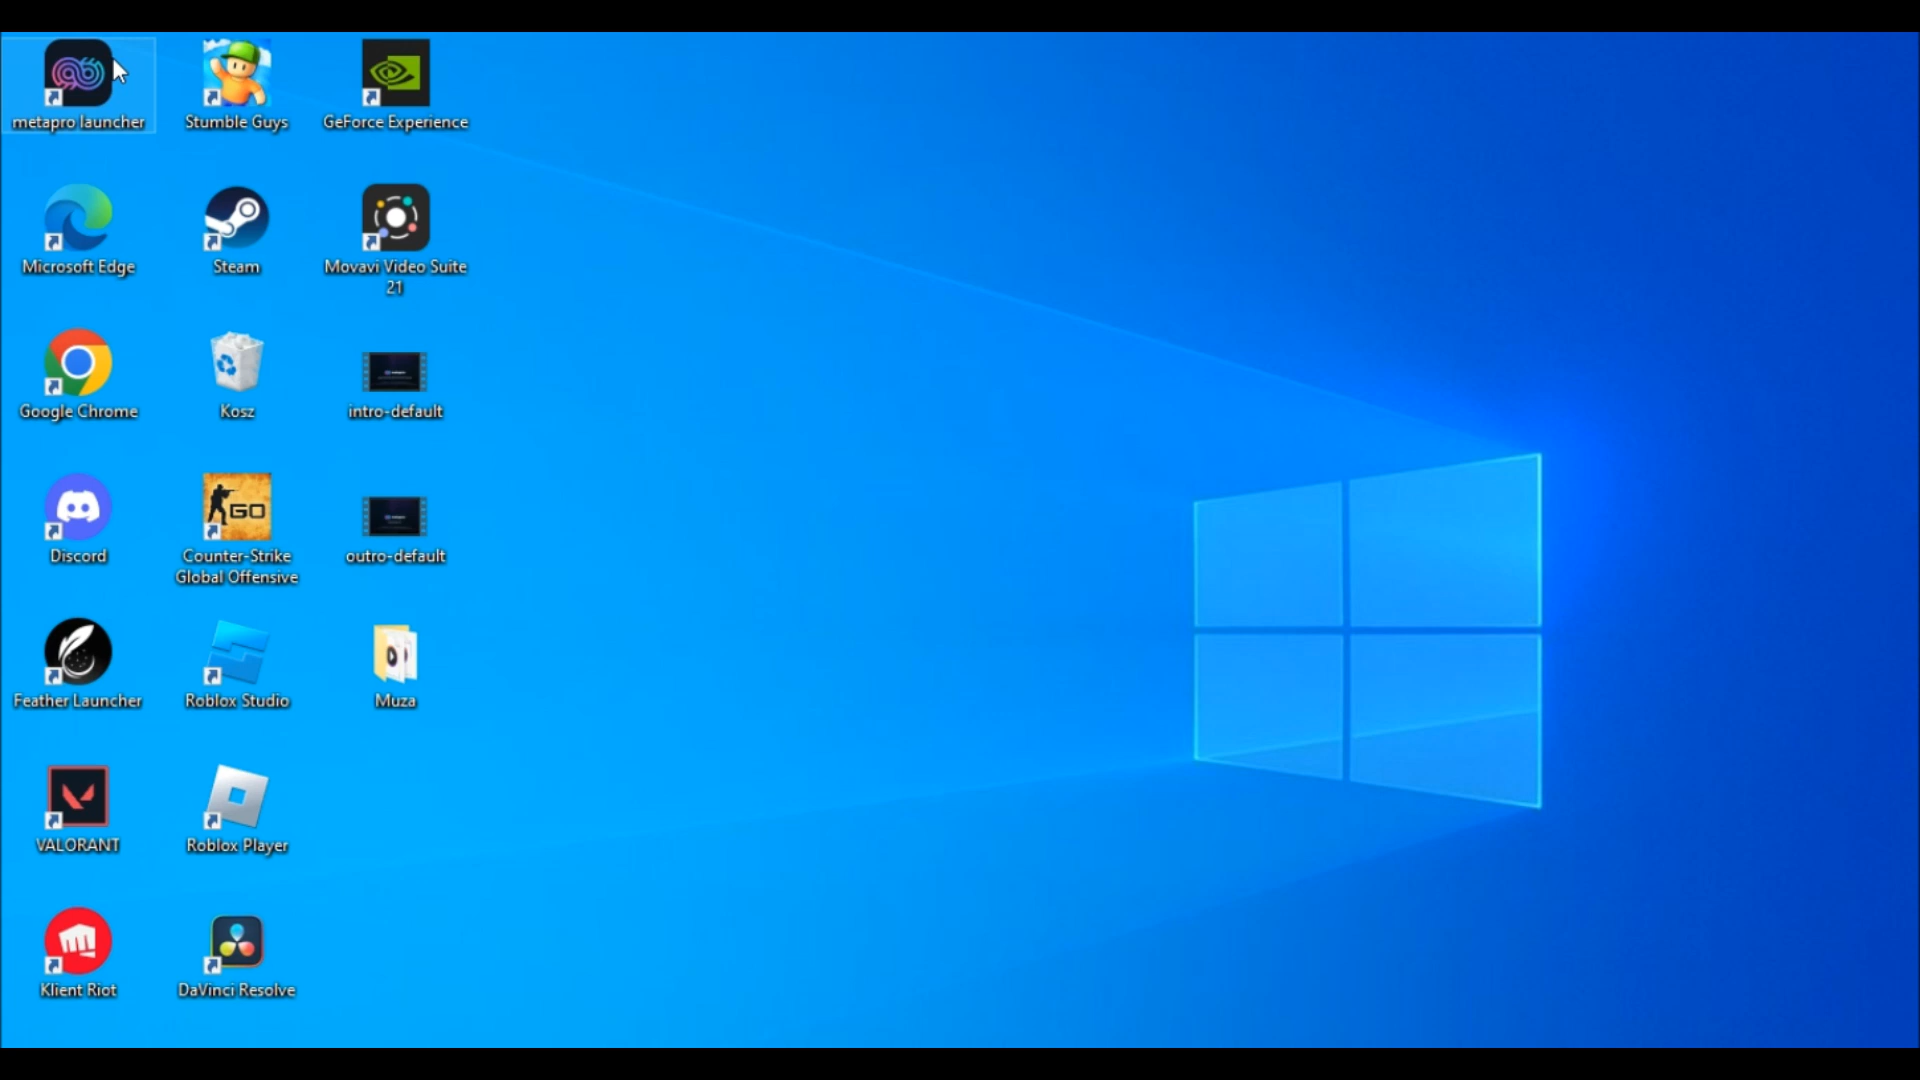 metapro launcher
Stumble Guys
GeForce Experience
Microsoft Edge
Steam
Movavi Video Suite
21
Google Chrome
Kosz
intro-default
Discord
GO
Counter-Strike
Global Offensive
outro-default
Feather Launcher
Roblox Studio
Muza
VALORANT
Roblox Player
Klient Riot
DaVinci Resolve